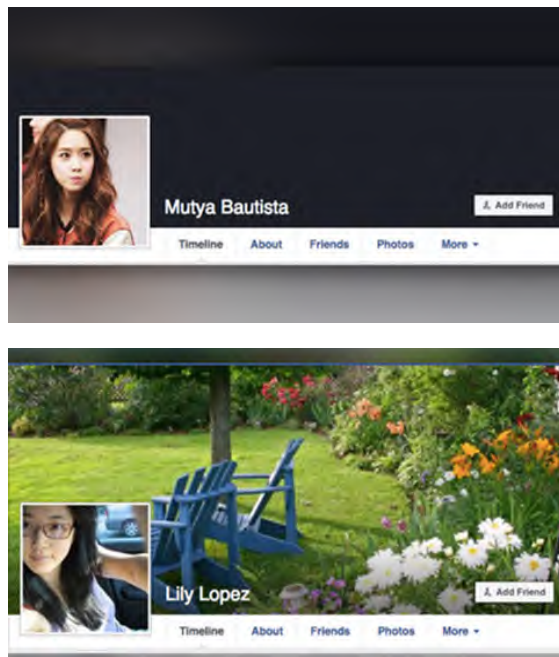 Mutya Bautista
Add Friend
Timeline About Friends Photos More
Lily Lopez
Add Friend
Timeline About Friends Photos More